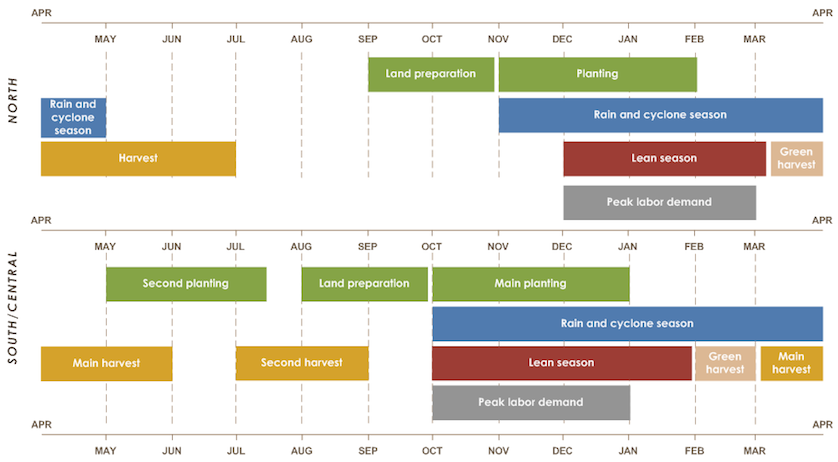 APR APR
MAY JUN JUL AUG SEP OCT NOV DEC JAN FEB MAR
NORTH
Land preparation Planting
Rain and
cyclone
season
Rain and cyclone season
Harvest Lean season
Green
harvest
Peak labor demand
APR APR
MAY JUN JUL AUG SEP OCT NOV DEC JAN FEB MAR
SOUTH/CENTRAL
Second planting Land preparation Main planting
Rain and cyclone season
Main harvest Second harvest Lean season
Green
harvest
Main
harvest
Peak labor demand
APR APR
MAY JUN JUL AUG SEP OCT NOV DEC JAN FEB MAR